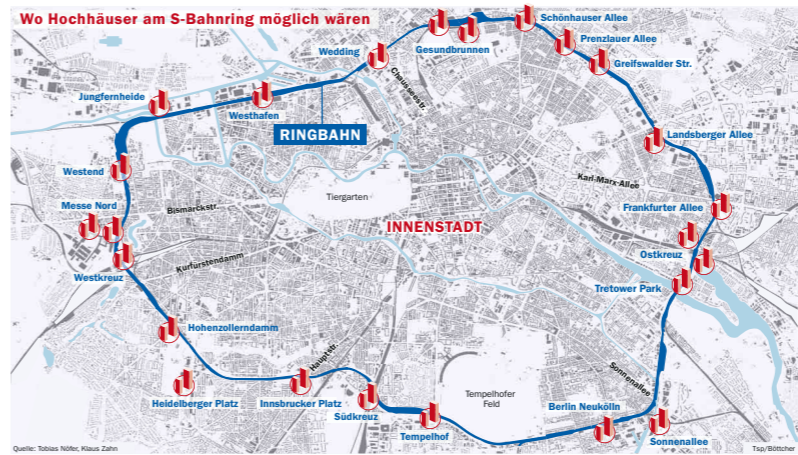 Wo Hochhäuser am S-Bahnring möglich wären
Schönhauser Allee
Prenzlauer Allee
Gesundbrunnen
Wedding
Greifswalder Str.
Chausseestr.
Jungfernheide
Westhafen
RINGBAHN
Landsberger Allee
Westend
Karl-Marx-Allee
Tiergarten
Messe Nord
Bismarckstr.
Frankfurter Allee
INNENSTADT
Ostkreuz
Kurfürstendamm
Westkreuz
Tretower Park
Hohenzollerndamm
Hauptstr.
Sonnenallee
Tempelhofer
Feld
Heidelberger Platz
Innsbrucker Platz
Südkreuz
Berlin Neukölln
Tempelhof
Sonnenallee
Quelle: Tobias Nöfer, Klaus Zahn
Tsp/Böttcher